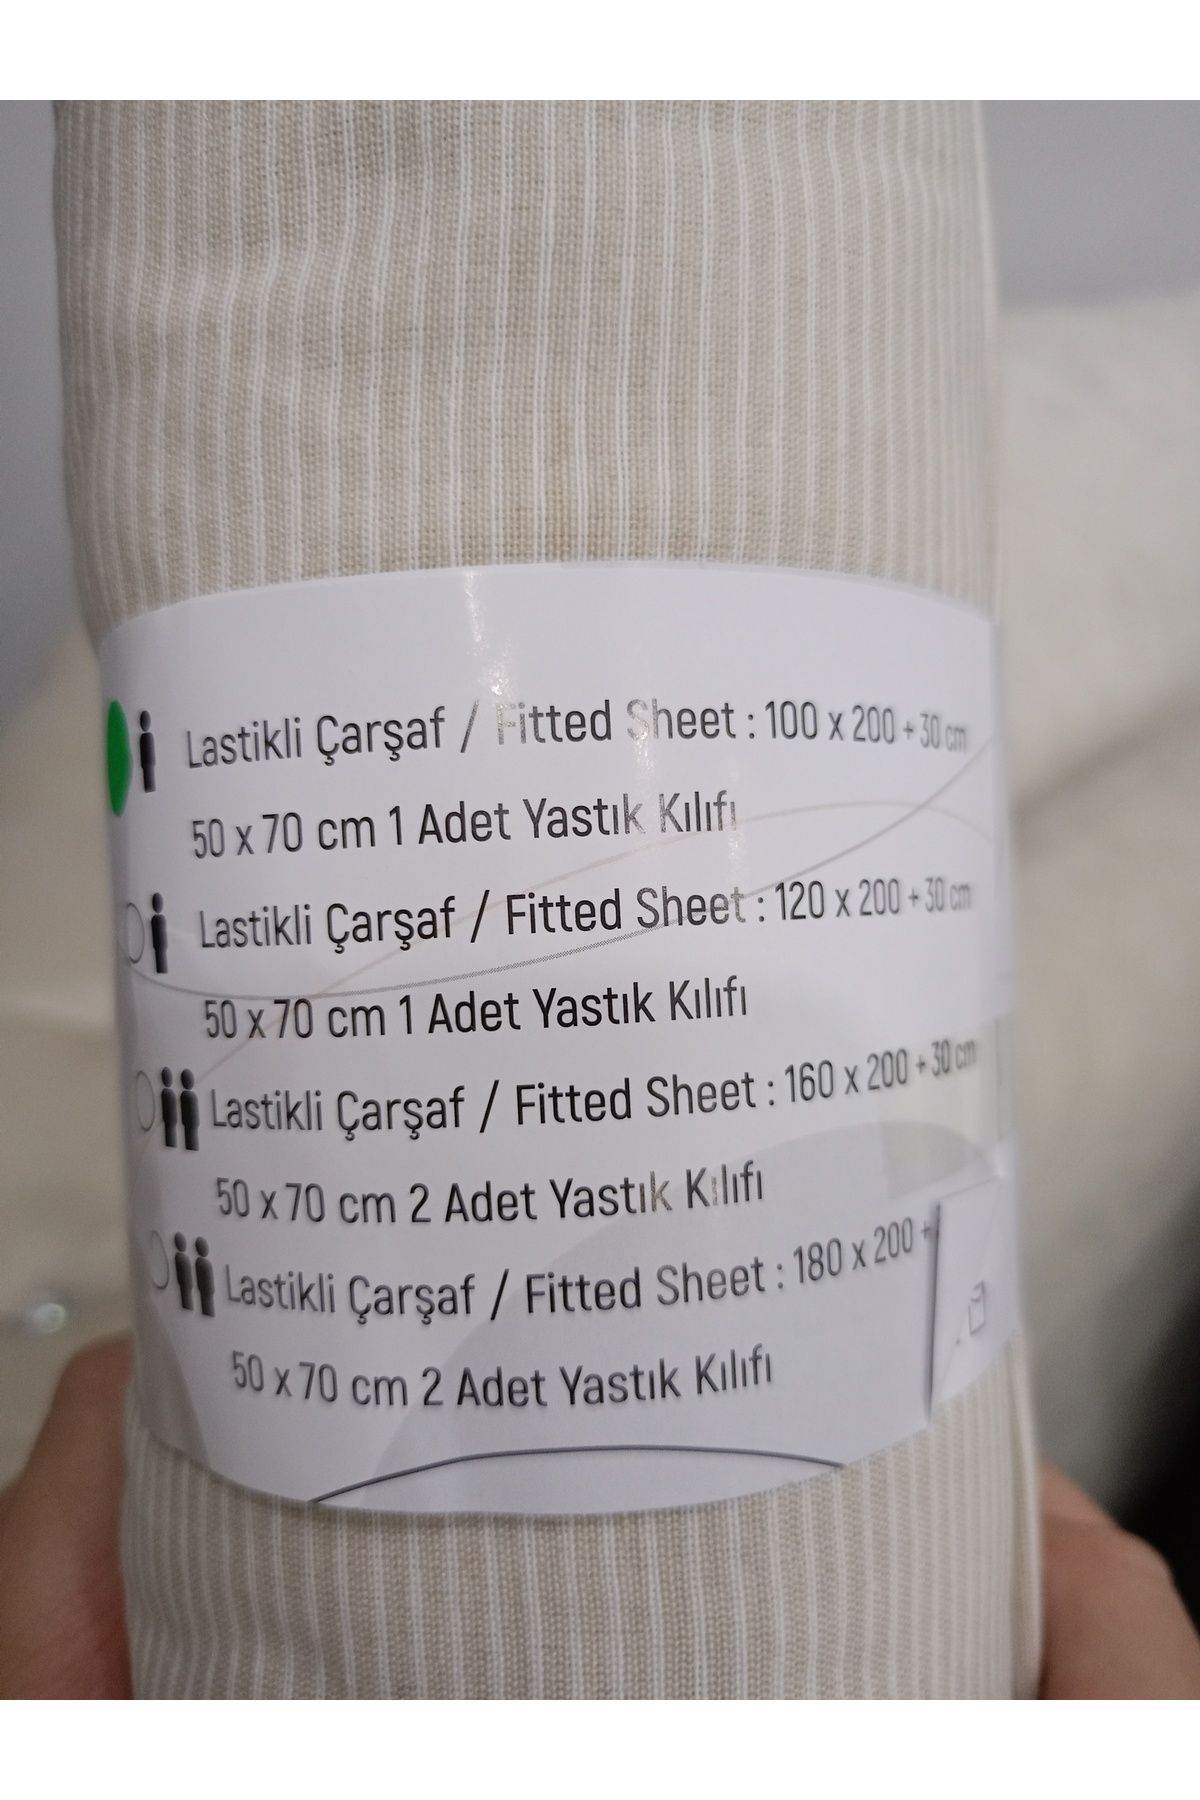 Lastikli Çarşaf / Fitted Sheet : 100 x 200 + 30 cm
50 x 70 cm 1 Adet Yastık Kılıfı
Lastikli Çarşaf / Fitted Sheet : 120 x 200 + 30 cm
50 x 70 cm 1 Adet Yastık Kılıfı
Lastikli Çarşaf / Fitted Sheet : 160 x 200 + 30 cm
50 x 70 cm 2 Adet Yastık Kılıfı
Lastikli Çarşaf / Fitted Sheet : 180 x 200 +
50 x 70 cm 2 Adet Yastık Kılıfı